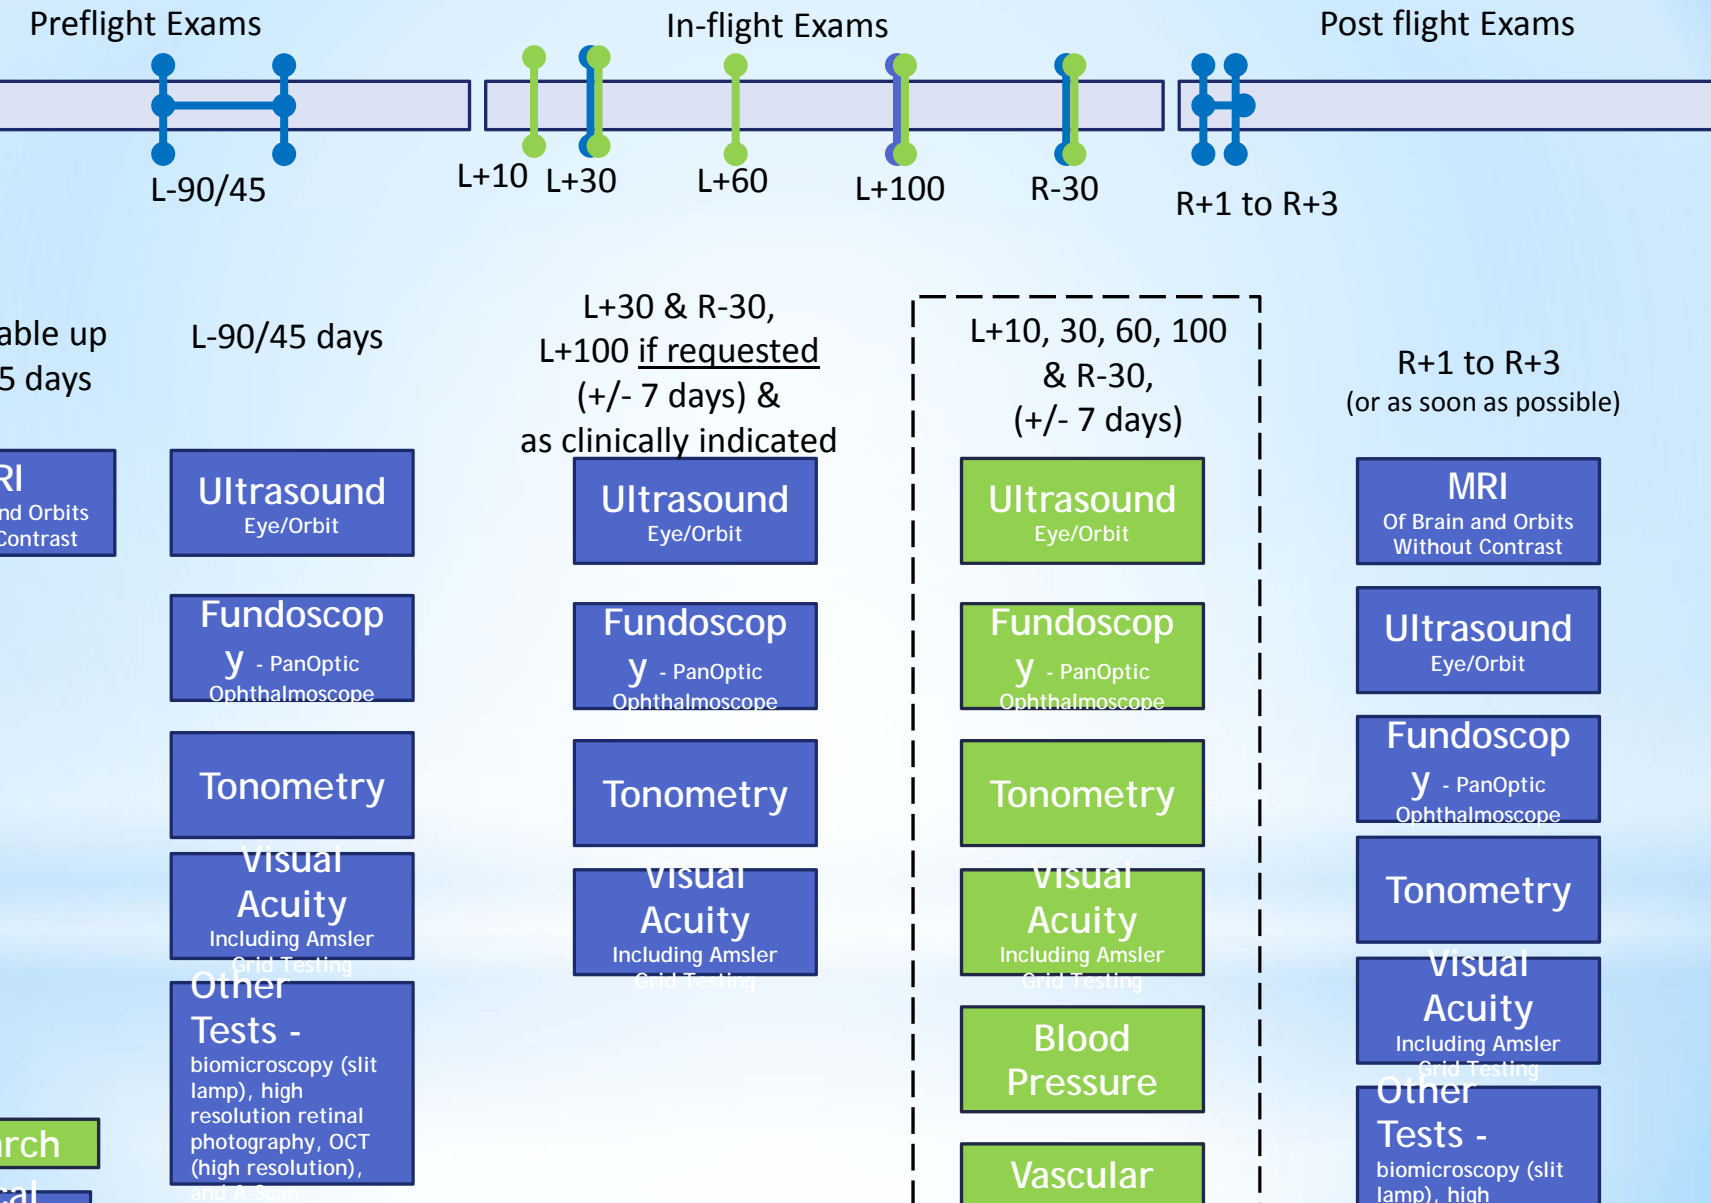 Preflight Exams
In-flight Exams
Post flight Exams
L-90/45
L+10
L+30
L+60
L+100
R-30
R+1 to R+3
able up
5 days
RI
nd Orbits
Contrast
arch
cal
L-90/45 days
Ultrasound
Eye/Orbit
Fundoscop
y - PanOptic
Ophthalmoscope
Tonometry
Visual
Acuity
Including Amsler
Grid Testing
Other
Tests -
biomicroscopy (slit
lamp), high
resolution retinal
photography, OCT
(high resolution),
and A-Scan
L+30 & R-30,
L+100 if requested
(+/- 7 days) &
as clinically indicated
Ultrasound
Eye/Orbit
Fundoscop
y - PanOptic
Ophthalmoscope
Tonometry
Visual
Acuity
Including Amsler
Grid Testing
L+10, 30, 60, 100
& R-30,
(+/- 7 days)
Ultrasound
Eye/Orbit
Fundoscop
y - PanOptic
Ophthalmoscope
Tonometry
Visual
Acuity
Including Amsler
Grid Testing
Blood
Pressure
Vascular
R+1 to R+3
(or as soon as possible)
MRI
Of Brain and Orbits
Without Contrast
Ultrasound
Eye/Orbit
Fundoscop
y - PanOptic
Ophthalmoscope
Tonometry
Visual
Acuity
Including Amsler
Grid Testing
Other
Tests -
biomicroscopy (slit
lamp), high